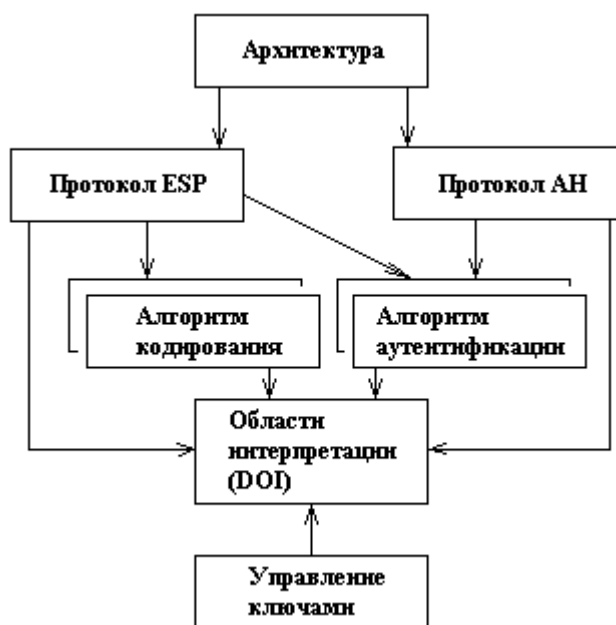 Архитектура
Протокол ESP
Протокол AH
Алгоритм
кодирования
Алгоритм
аутентификации
Области
интерпретации
(DOI)
Управление
ключами